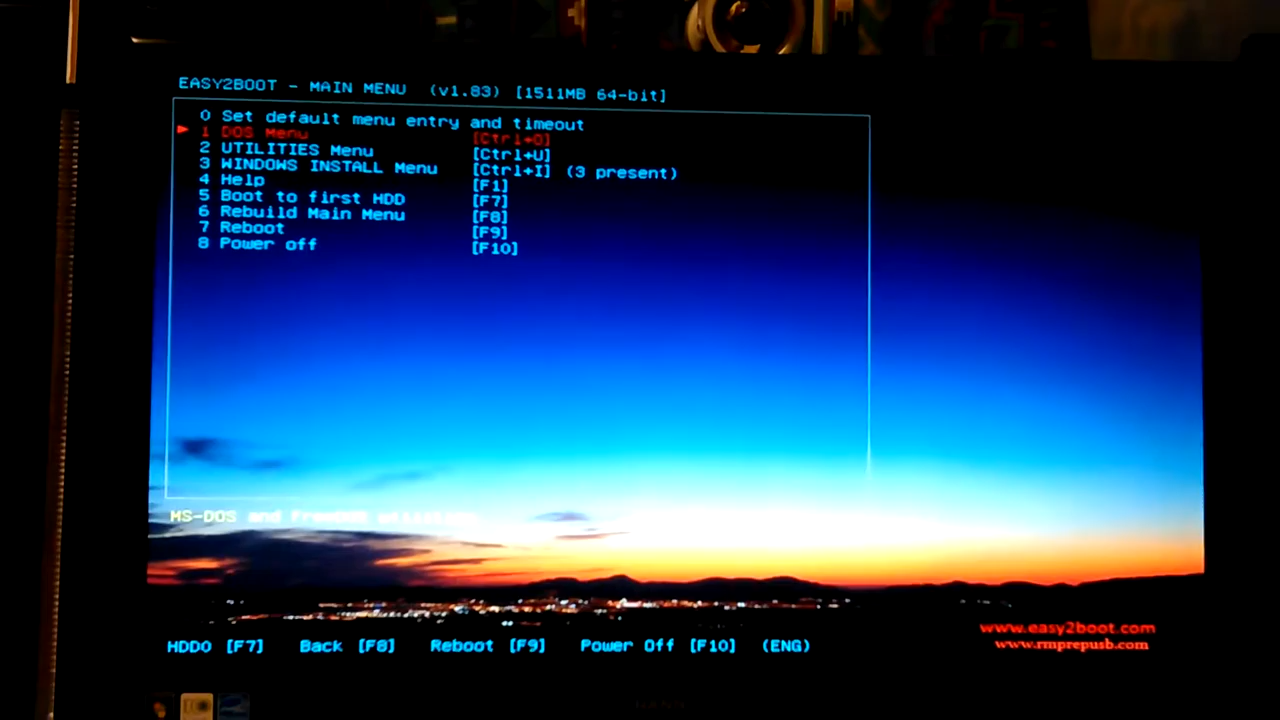 EASY2BOOT - MAIN MENU (v1.83) [1511MB 64-bit]
0 Set default menu entry and timeout
1 DOS Menu [Ctrl+D]
2 UTILITIES Menu [Ctrl+U]
3 WINDOWS INSTALL Menu [Ctrl+I] (3 present)
4 Help [F1]
5 Boot to first HDD [F7]
6 Rebuild Main Menu [F8]
7 Reboot [F9]
8 Power off [F10]
MS-DOS and FreeDOS
HDD0 [F7] Back [F8] Reboot [F9] Power Off [F10] (ENG)
www.easy2boot.com
www.rmprepusb.com